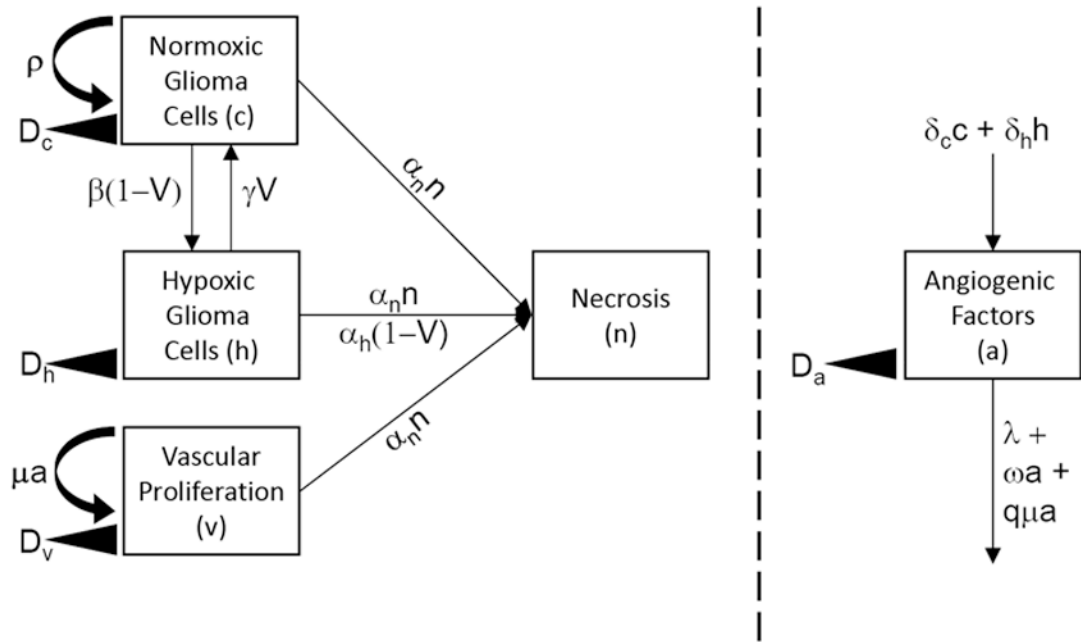 Normoxic
Glioma
Cells (c)
ρ
D_c
β(1−V)
γV
α_n n
Hypoxic
Glioma
Cells (h)
D_h
α_n n
α_h(1−V)
Necrosis
(n)
Vascular
Proliferation
(v)
μa
D_v
α_n n
δ_c c + δ_h h
Angiogenic
Factors
(a)
D_a
λ +
ωa +
qμa